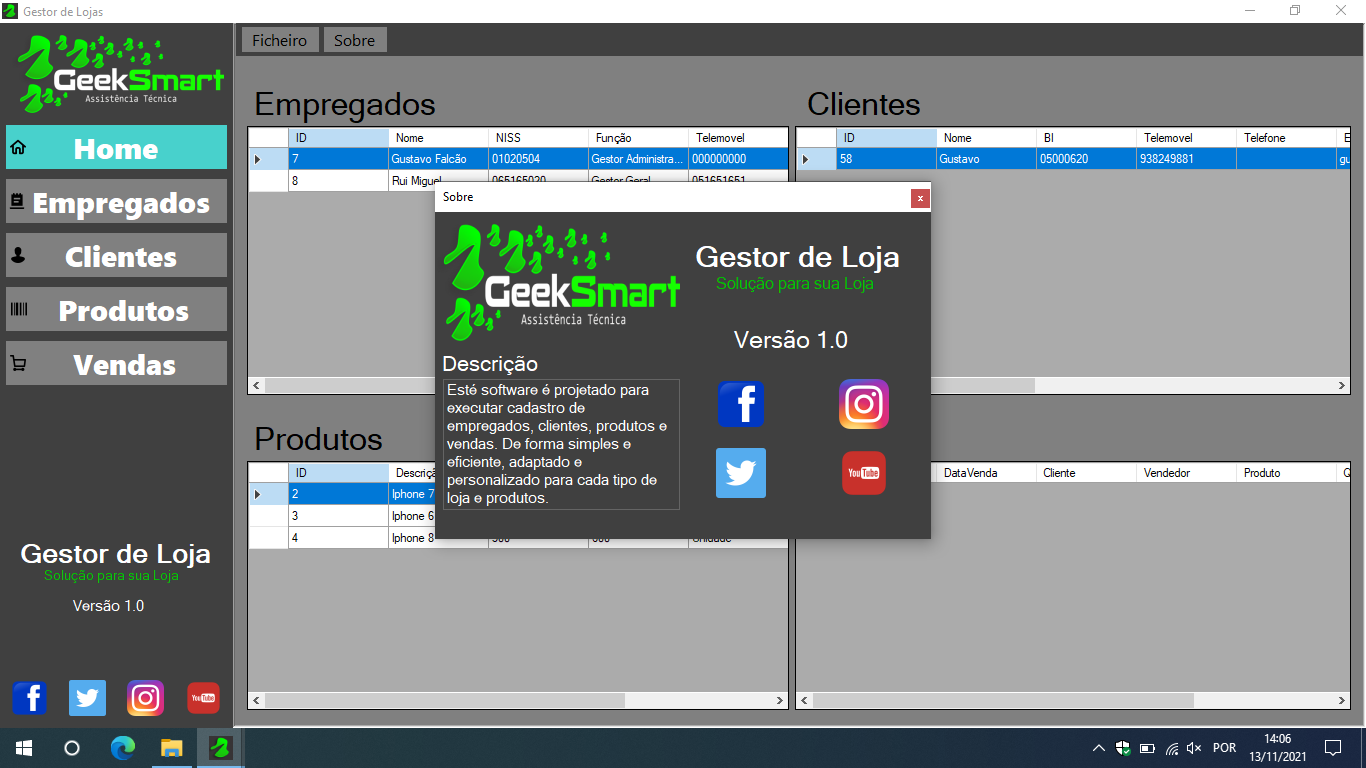 Gestor de Lojas
GeekSmart
Assistência Técnica
Home
Empregados
Clientes
Produtos
Vendas
Gestor de Loja
Solução para sua Loja
Versão 1.0
You Tube
Ficheiro Sobre
Empregados
ID Nome NISS Função Telemovel
7 Gustavo Falcão 01020504 Gestor Administra... 000000000
8 Rui Miguel 065165020 Gestor Geral 051651651
Clientes
ID Nome BI Telemovel Telefone E
58 Gustavo 05000620 938249881 gu
Sobre
x
GeekSmart
Assistência Técnica
Gestor de Loja
Solução para sua Loja
Versão 1.0
Descrição
Esté software é projetado para
executar cadastro de
empregados, clientes, produtos e
vendas. De forma simples e
eficiente, adaptado e
personalizado para cada tipo de
loja e produtos.
You Tube
Produtos
ID Descriçã
2 Iphone 7
3 Iphone 6
4 Iphone 8 Unidade
DataVenda Cliente Vendedor Produto Q
POR
14:06
13/11/2021